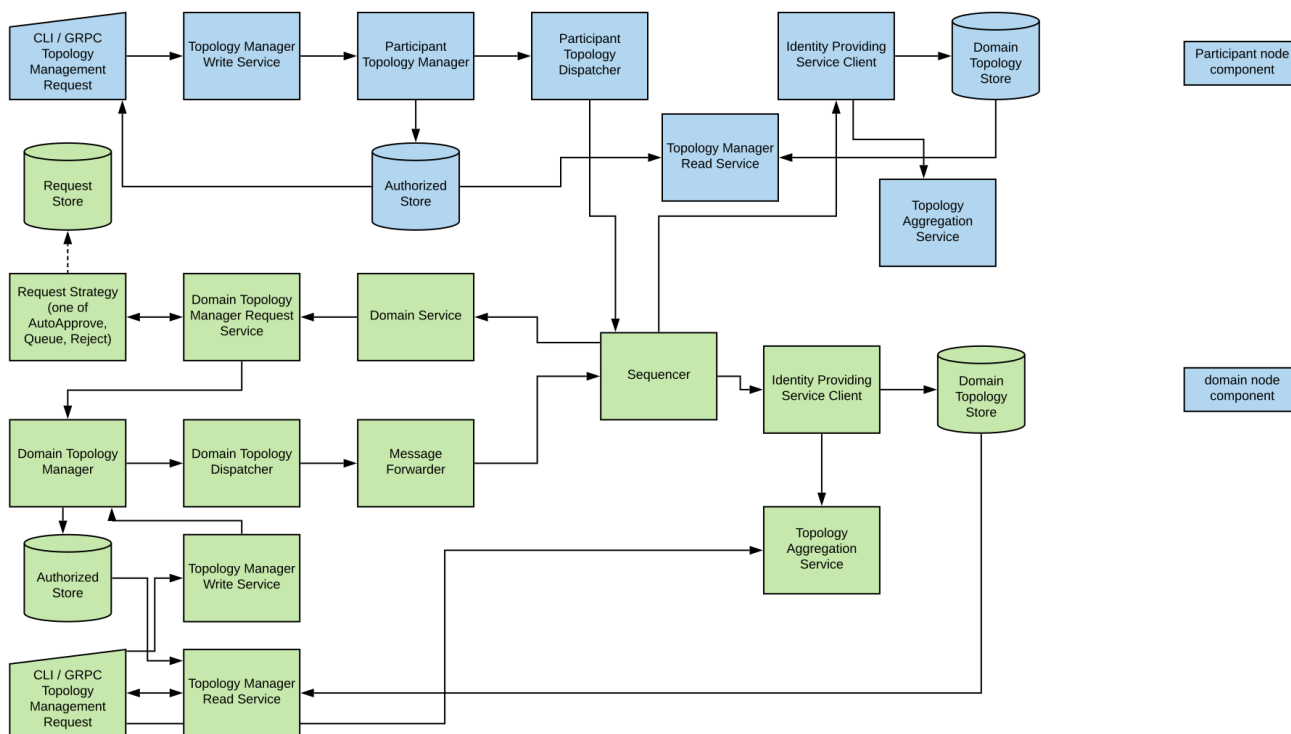 CLI / GRPC
Topology
Management
Request
Topology Manager
Write Service
Participant
Topology Manager
Participant
Topology
Dispatcher
Identity Providing
Service Client
Domain
Topology
Store
Participant node
component
Request
Store
Authorized
Store
Topology Manager
Read Service
Topology
Aggregation
Service
Request Strategy
(one of
AutoApprove,
Queue, Reject)
Domain Topology
Manager Request
Service
Domain Service
Sequencer
Identity Providing
Service Client
Domain
Topology
Store
domain node
component
Domain Topology
Manager
Domain Topology
Dispatcher
Message
Forwarder
Authorized
Store
Topology Manager
Write Service
Topology
Aggregation
Service
CLI / GRPC
Topology
Management
Request
Topology Manager
Read Service